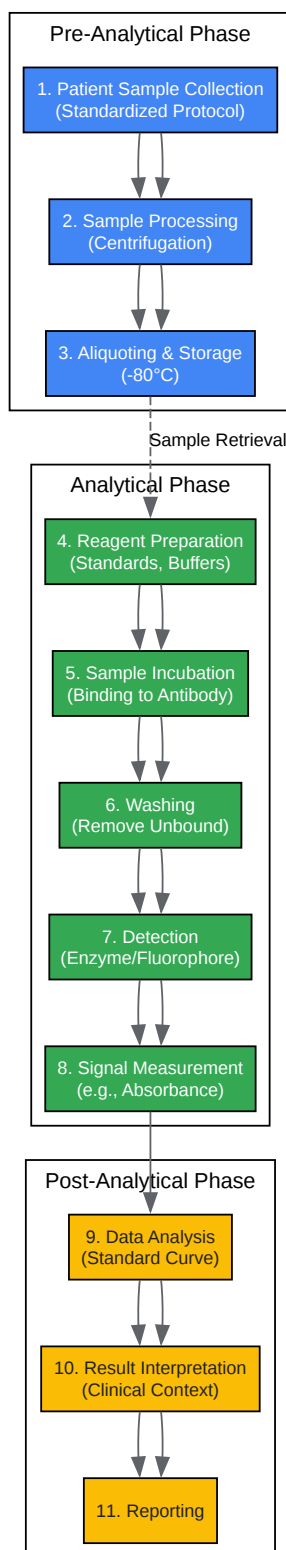 Pre-Analytical Phase
1. Patient Sample Collection
(Standardized Protocol)
2. Sample Processing
(Centrifugation)
3. Aliquoting & Storage
(-80°C)
Sample Retrieval
Analytical Phase
4. Reagent Preparation
(Standards, Buffers)
5. Sample Incubation
(Binding to Antibody)
6. Washing
(Remove Unbound)
7. Detection
(Enzyme/Fluorophore)
8. Signal Measurement
(e.g., Absorbance)
Post-Analytical Phase
9. Data Analysis
(Standard Curve)
10. Result Interpretation
(Clinical Context)
11. Reporting